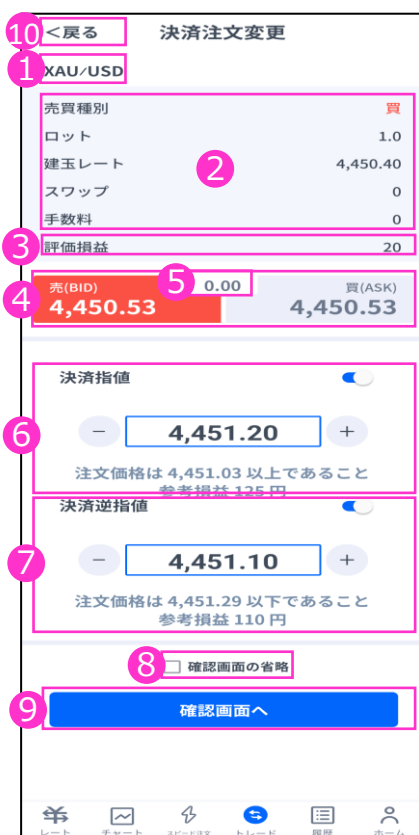 10 <戻る 決済注文変更
1 XAU/USD
売買種別 買
ロット 1.0
2 建玉レート 4,450.40
スワップ 0
手数料 0
3 評価損益 20
4 売(BID) 5 0.00 買(ASK)
4,450.53 4,450.53
決済指値
6 − 4,451.20 +
注文価格は 4,451.03 以上であること
参考損益 125 円
決済逆指値
7 − 4,451.10 +
注文価格は 4,451.29 以下であること
参考損益 110 円
8 確認画面の省略
9 確認画面へ
レート チャート スピード注文 トレード 履歴 ホーム